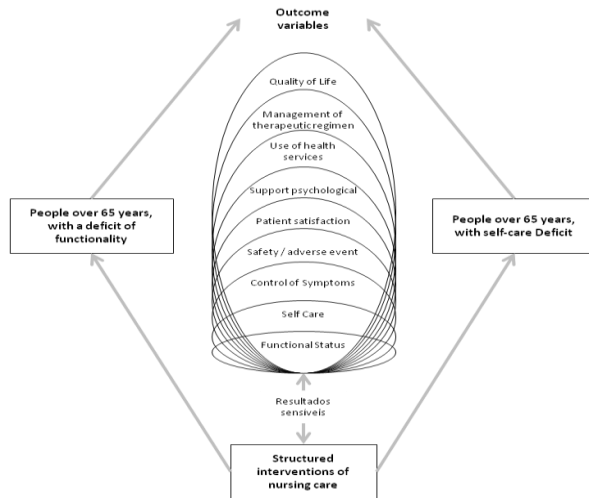 Outcome
variables
Quality of Life
Management of
therapeutic regimen
Use of health
services
Support psychological
Patient satisfaction
Safety / adverse event
Control of Symptoms
Self Care
Functional Status
People over 65 years,
with a deficit of
functionality
People over 65 years,
with self-care Deficit
Resultados
sensíveis
Structured
interventions of
nursing care